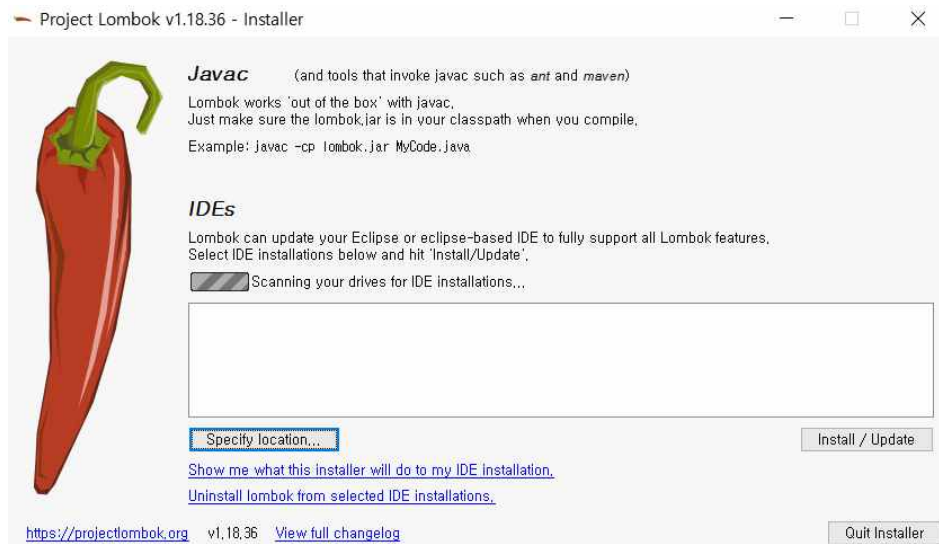 Project Lombok v1.18.36 - Installer
Javac (and tools that invoke javac such as ant and maven)
Lombok works 'out of the box' with javac,
Just make sure the lombok.jar is in your classpath when you compile,
Example: javac -cp lombok.jar MyCode.java
IDEs
Lombok can update your Eclipse or eclipse-based IDE to fully support all Lombok features,
Select IDE installations below and hit 'Install/Update',
Scanning your drives for IDE installations...
Specify location...
Install / Update
Show me what this installer will do to my IDE installation,
Uninstall lombok from selected IDE installations,
https://projectlombok.org v1.18.36 View full changelog
Quit Installer